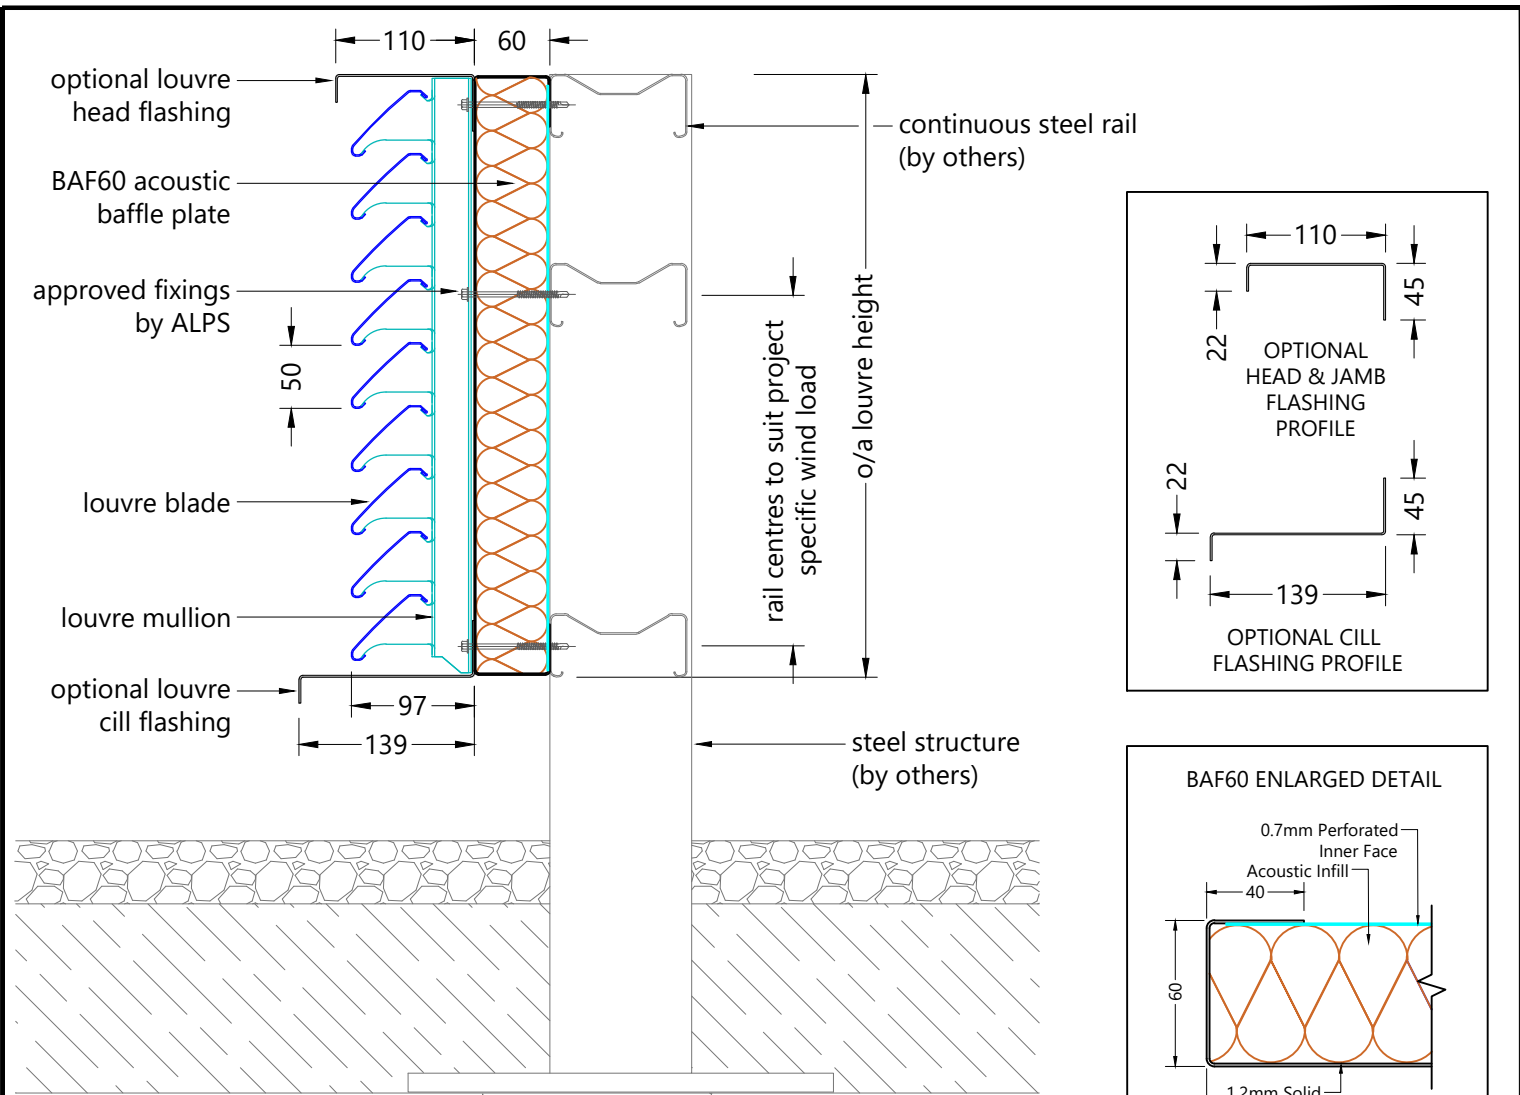 110
60
optional louvre
head flashing
continuous steel rail
(by others)
BAF60 acoustic
baffle plate
approved fixings
by ALPS
50
rail centres to suit project
specific wind load
o/a louvre height
louvre blade
louvre mullion
optional louvre
cill flashing
97
139
steel structure
(by others)
110
22
45
OPTIONAL
HEAD & JAMB
FLASHING
PROFILE
22
45
139
OPTIONAL CILL
FLASHING PROFILE
BAF60 ENLARGED DETAIL
0.7mm Perforated
Inner Face
Acoustic Infill
40
60
1.2mm Solid